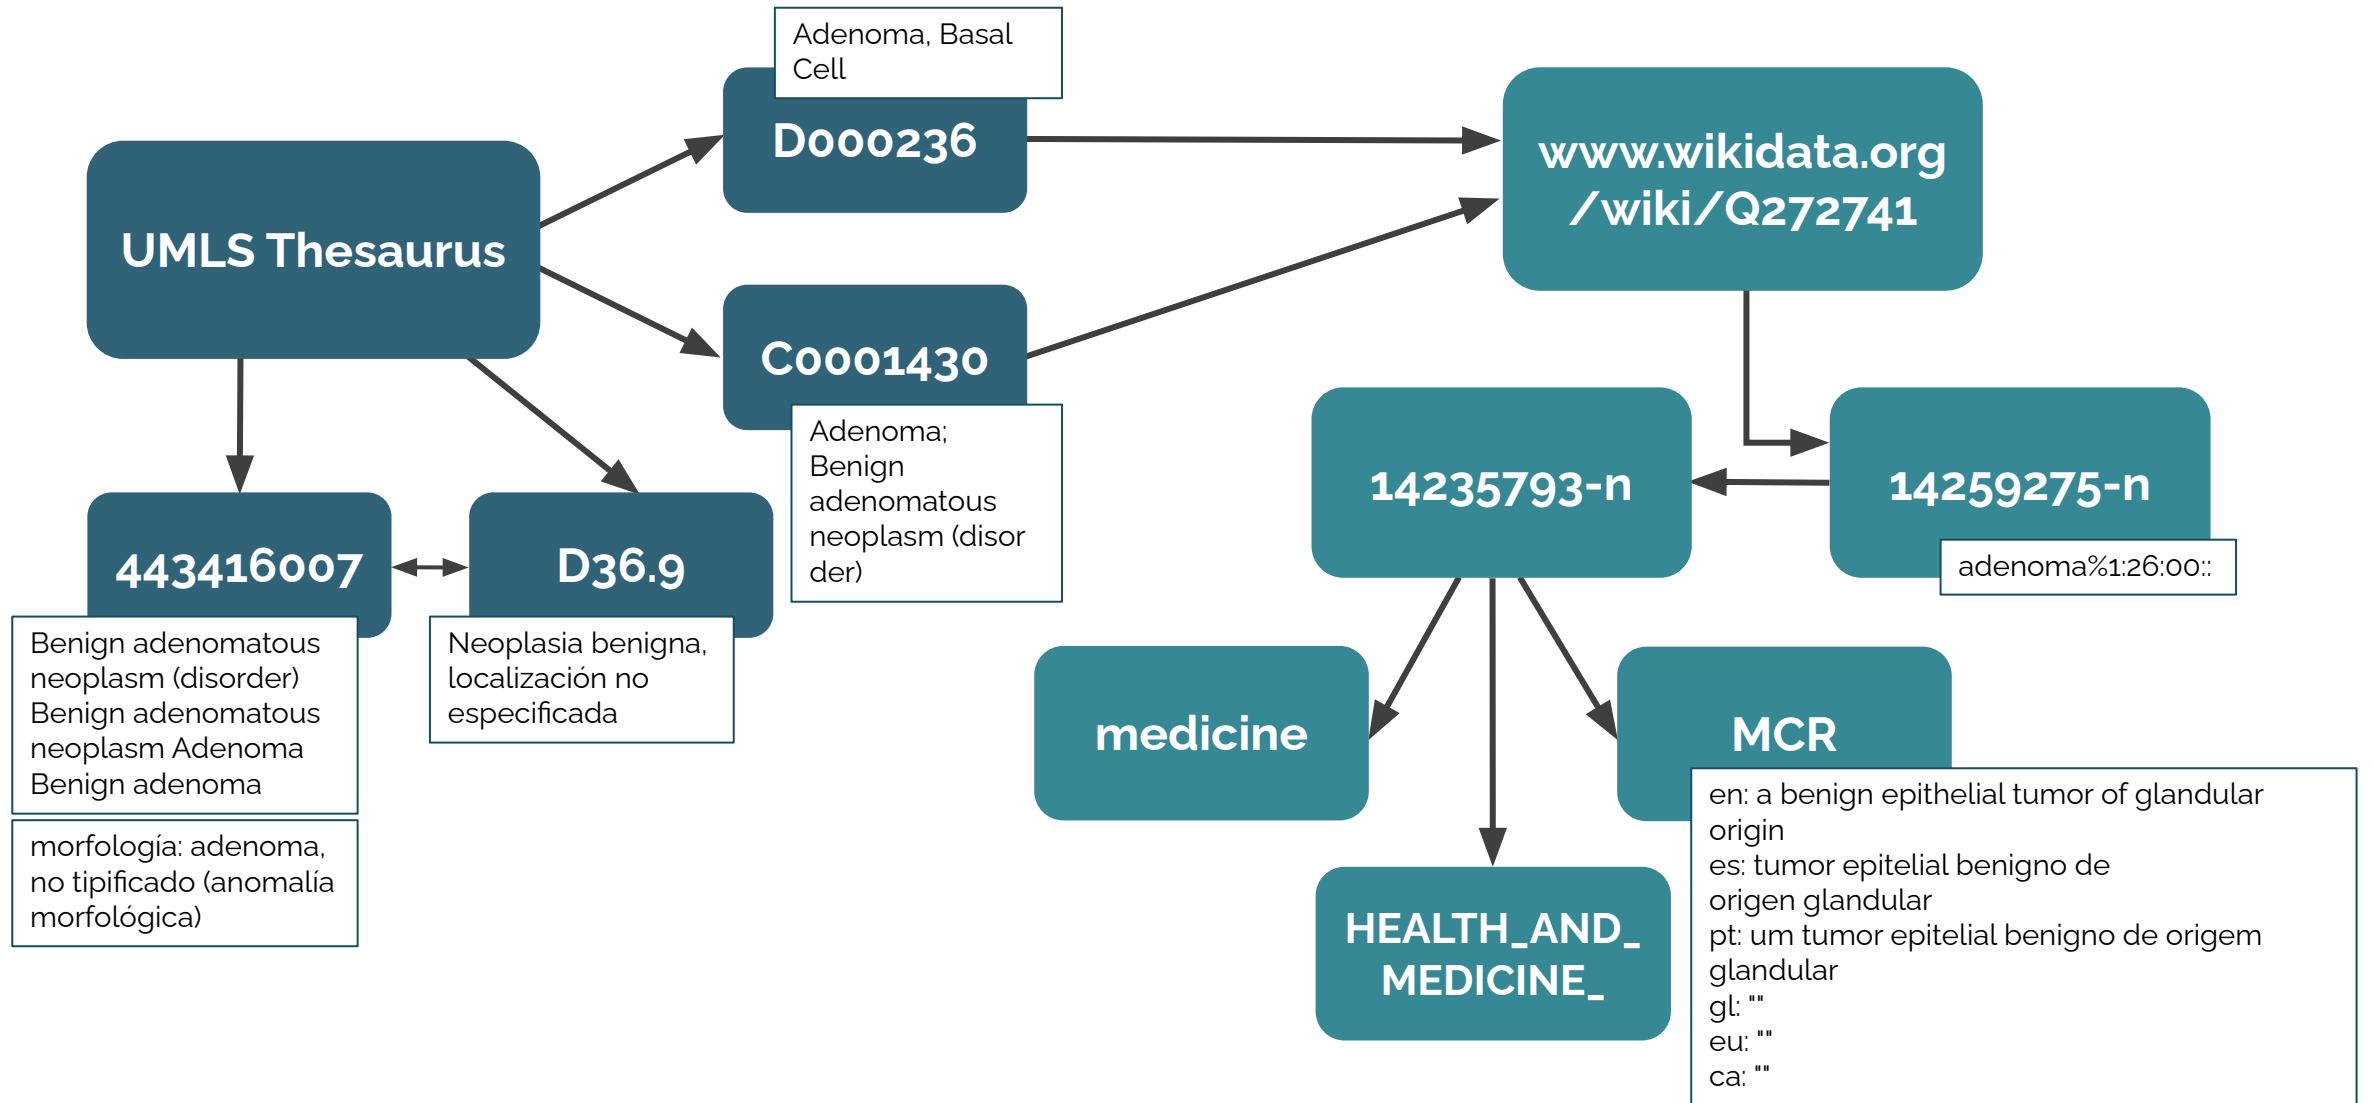 Adenoma, Basal
Cell
D000236
www.wikidata.org
/wiki/Q272741
UMLS Thesaurus
C0001430
Adenoma;
Benign
adenomatous
neoplasm (disor
der)
14235793-n
14259275-n
adenoma%1:26:00::
443416007
D36.9
Benign adenomatous
neoplasm (disorder)
Benign adenomatous
neoplasm Adenoma
Benign adenoma
Neoplasia benigna,
localización no
especificada
morfología: adenoma,
no tipificado (anomalía
morfológica)
medicine
MCR
HEALTH_AND_
MEDICINE_
en: a benign epithelial tumor of glandular
origin
es: tumor epitelial benigno de
origen glandular
pt: um tumor epitelial benigno de origem
glandular
gl: ""
eu: ""
ca: ""